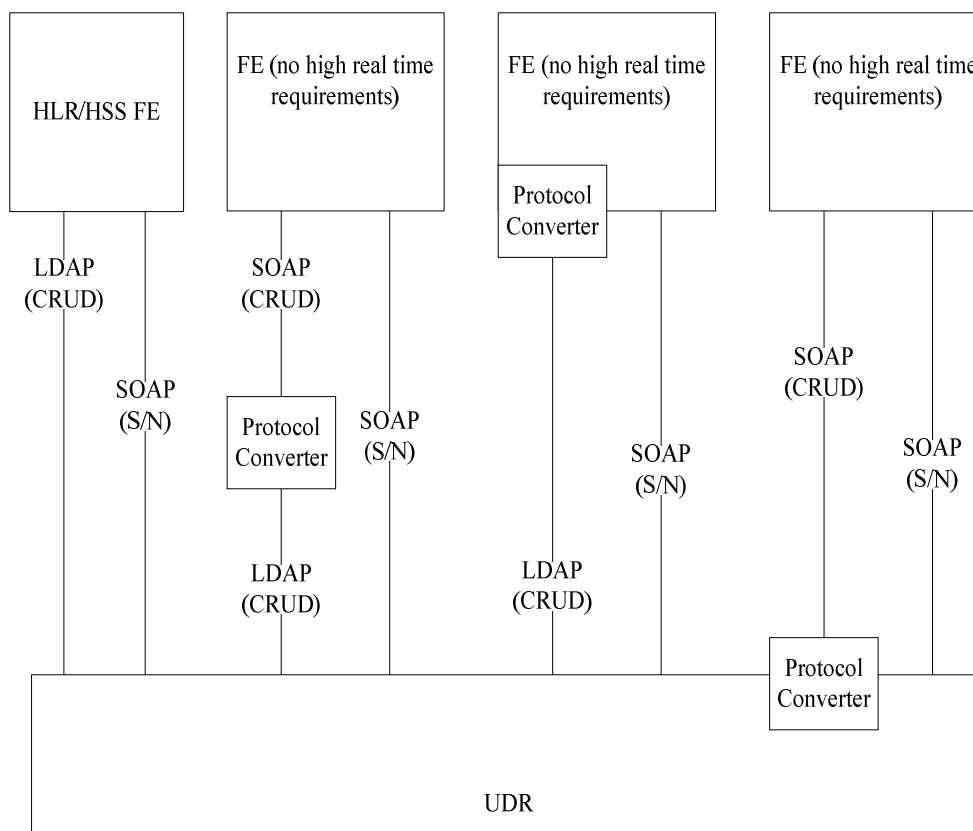 HLR/HSS FE
FE (no high real time
requirements)
FE (no high real time
requirements)
FE (no high real time
requirements)
Protocol
Converter
LDAP
(CRUD)
SOAP
(CRUD)
SOAP
(S/N)
Protocol
Converter
SOAP
(S/N)
SOAP
(CRUD)
SOAP
(S/N)
SOAP
(S/N)
LDAP
(CRUD)
LDAP
(CRUD)
Protocol
Converter
UDR